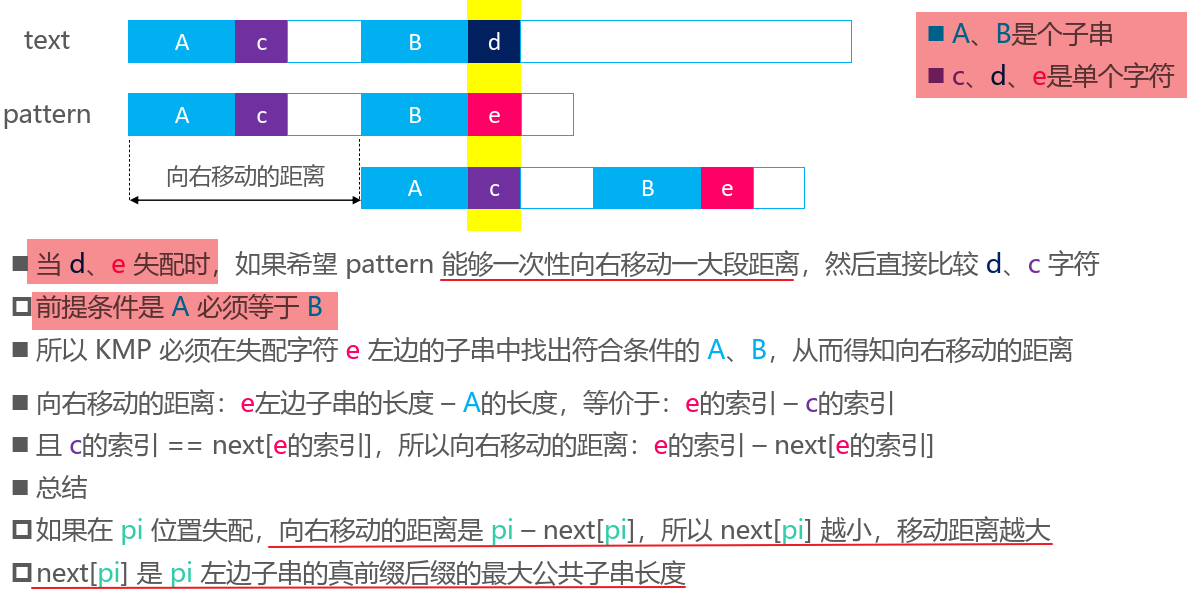 text A c B d
■ A、B是个子串
■ c、d、e是单个字符
pattern A c B e
向右移动的距离
A c B e
■ 当 d、e 失配时，如果希望 pattern 能够一次性向右移动一大段距离，然后直接比较 d、c 字符
前提条件是 A 必须等于 B
■ 所以 KMP 必须在失配字符 e 左边的子串中找出符合条件的 A、B，从而得知向右移动的距离
■ 向右移动的距离：e左边子串的长度 – A的长度，等价于：e的索引 – c的索引
■ 且 c的索引 == next[e的索引]，所以向右移动的距离：e的索引 – next[e的索引]
■ 总结
如果在 pi 位置失配，向右移动的距离是 pi – next[pi]，所以 next[pi] 越小，移动距离越大
next[pi] 是 pi 左边子串的真前缀后缀的最大公共子串长度